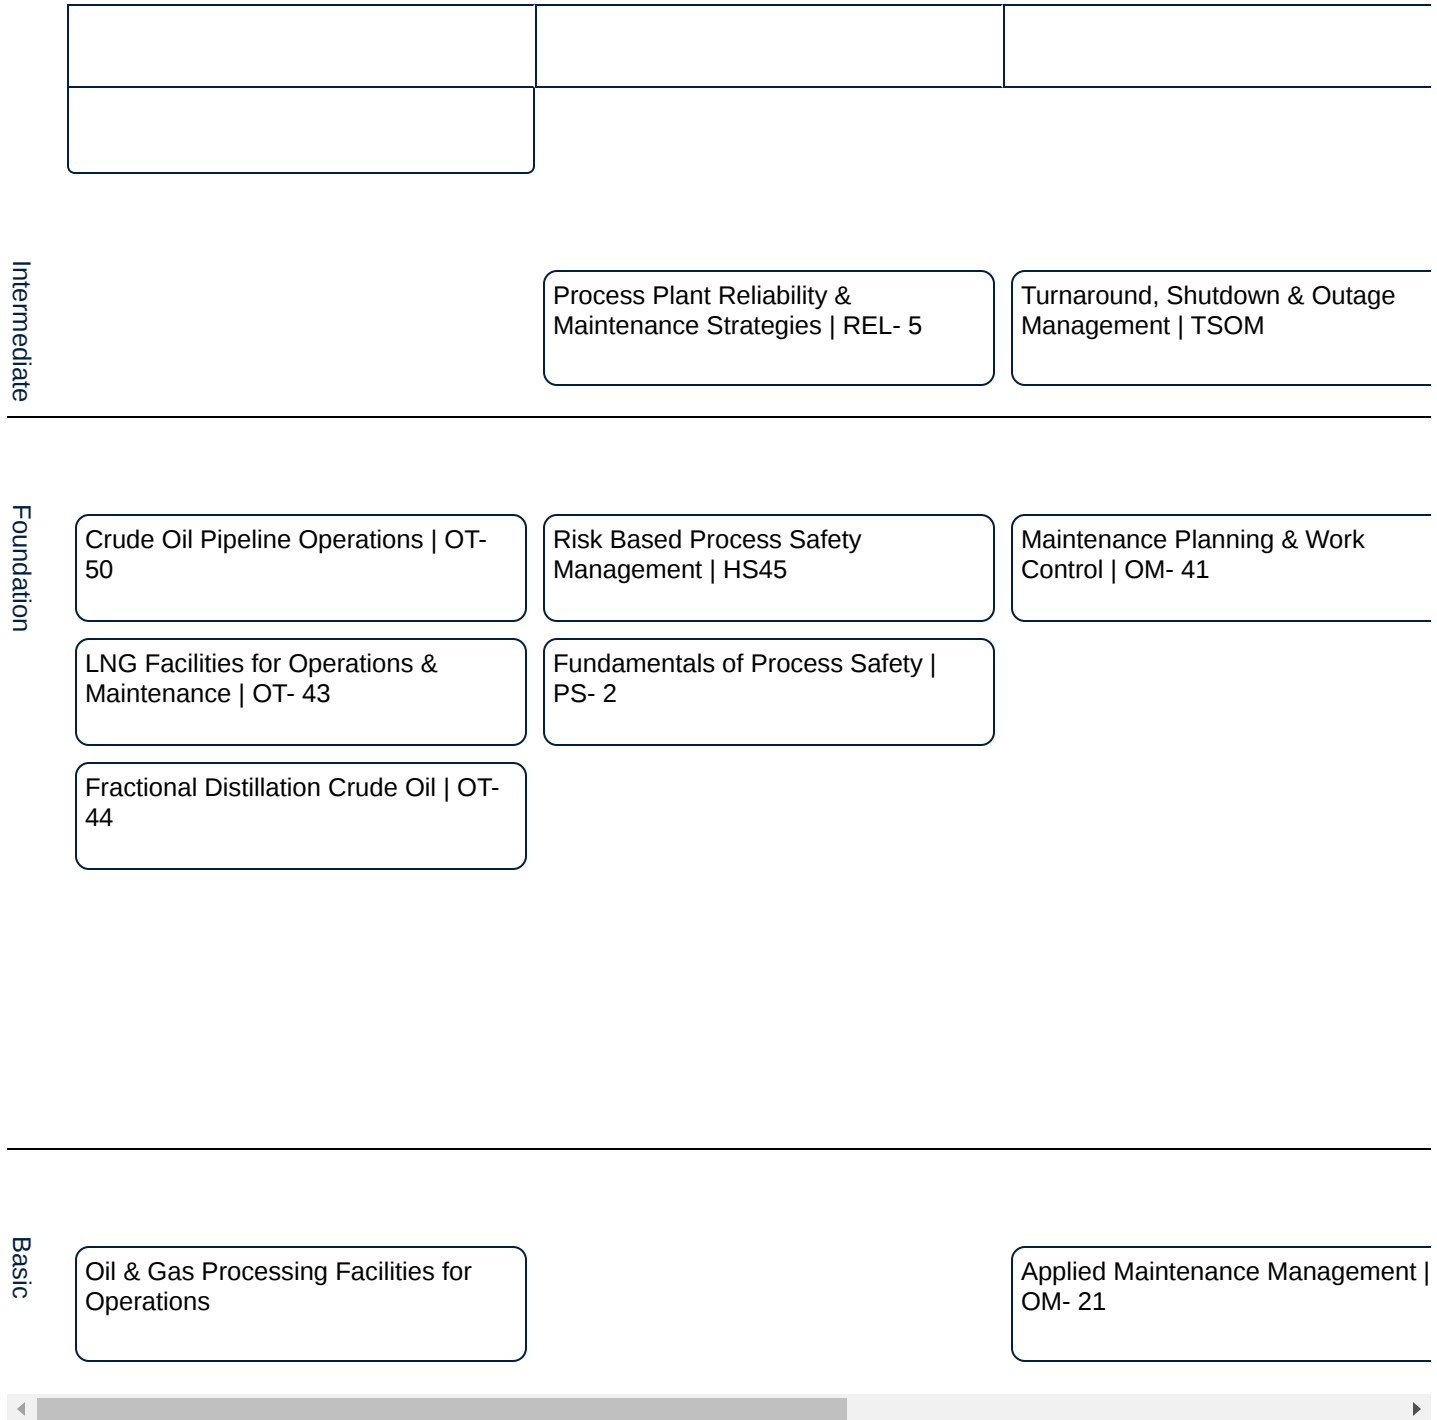 Intermediate
Process Plant Reliability &
Maintenance Strategies | REL- 5
Turnaround, Shutdown & Outage
Management | TSOM
Foundation
Crude Oil Pipeline Operations | OT-
50
Risk Based Process Safety
Management | HS45
Maintenance Planning & Work
Control | OM- 41
LNG Facilities for Operations &
Maintenance | OT- 43
Fundamentals of Process Safety |
PS- 2
Fractional Distillation Crude Oil | OT-
44
Basic
Oil & Gas Processing Facilities for
Operations
Applied Maintenance Management |
OM- 21